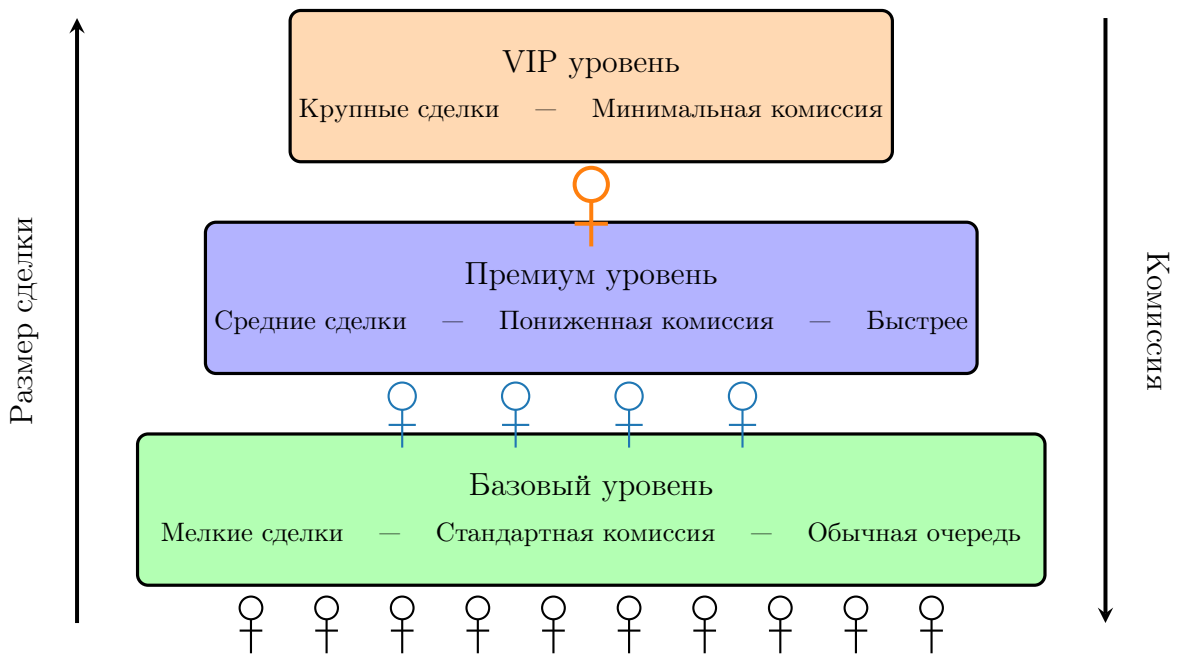 VIP уровень
Крупные сделки — Минимальная комиссия
Размер сделки
Премиум уровень
Средние сделки — Пониженная комиссия — Быстрее
Комиссия
Базовый уровень
Мелкие сделки — Стандартная комиссия — Обычная очередь